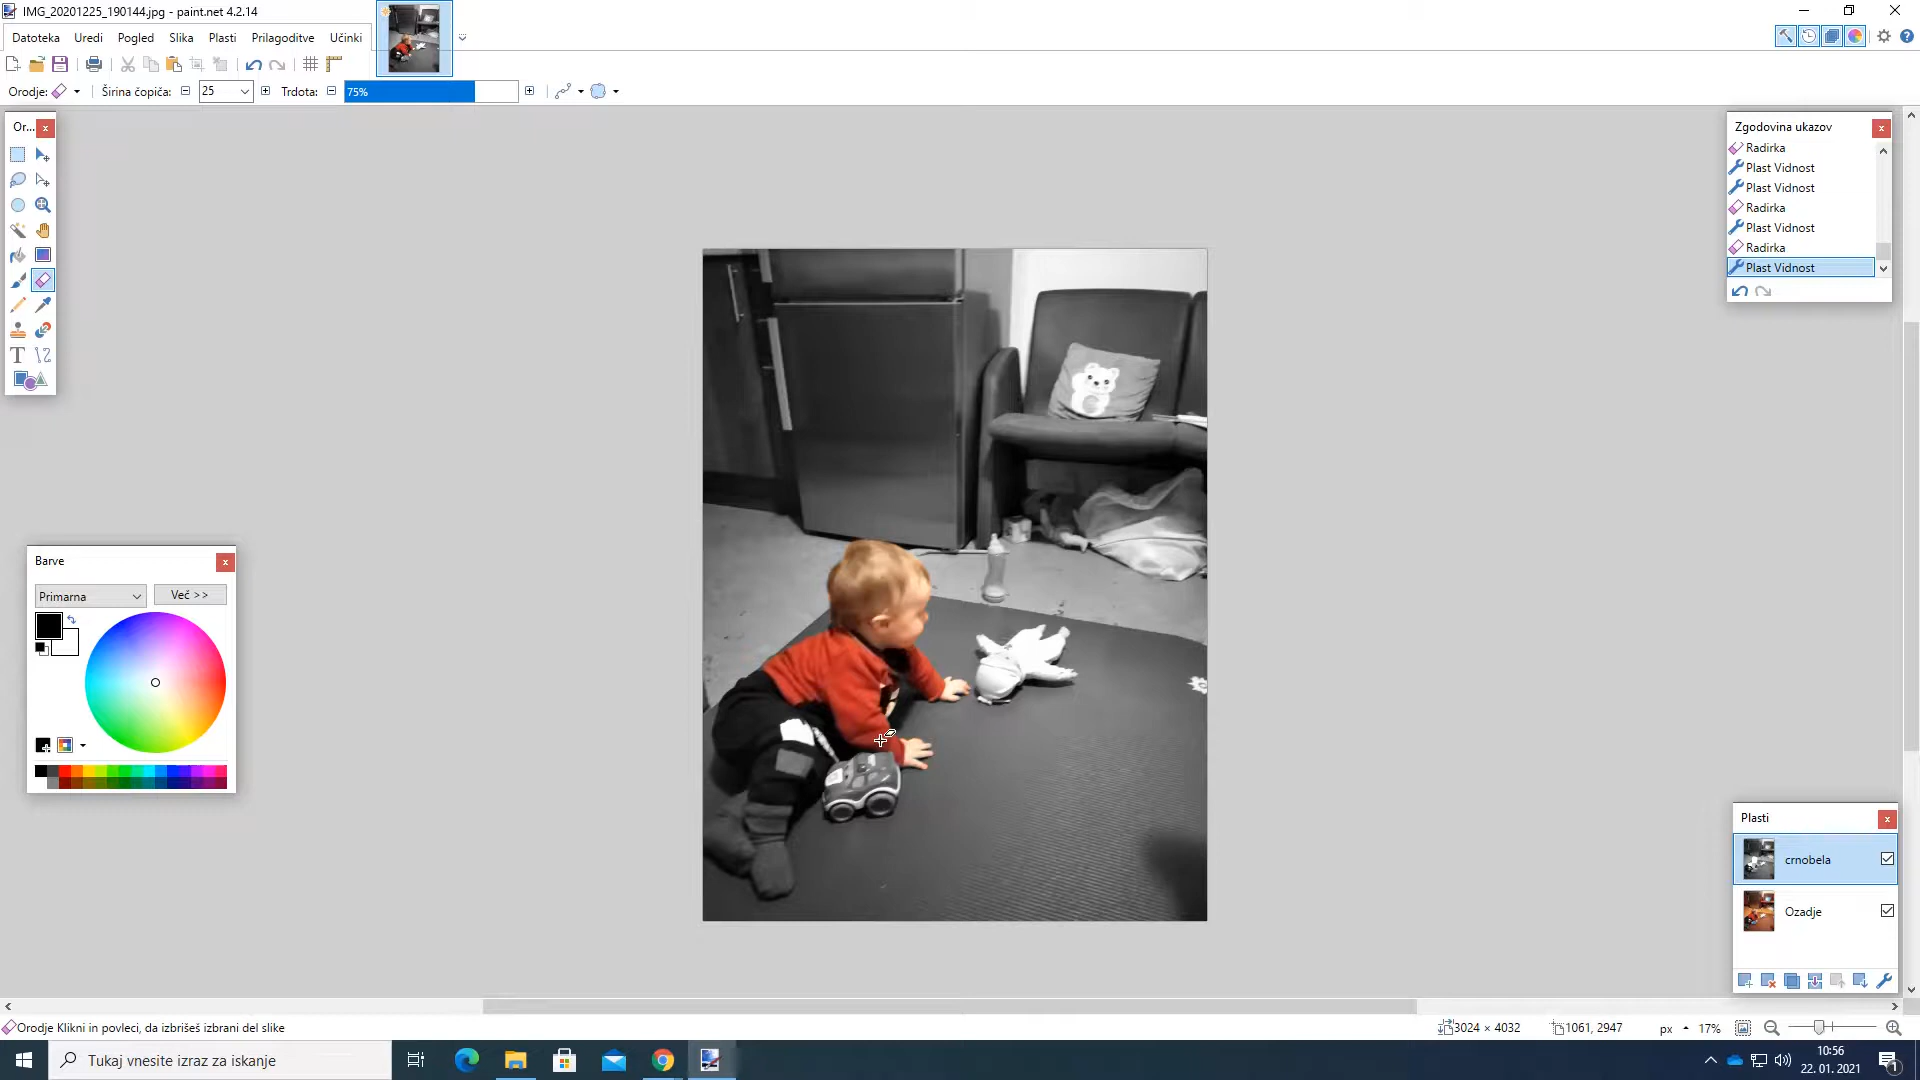 IMG_20201225_190144.jpg - paint.net 4.2.14
Datoteka Uredi Pogled Slika Plasti Prilagoditve Učinki
Orodje: Širina čopiča: 25 Trdota: 75%
Or...
Zgodovina ukazov
Radirka
Plast Vidnost
Plast Vidnost
Radirka
Plast Vidnost
Radirka
Plast Vidnost
Barve
Primarna Več >>
Plasti
crnobela
Ozadje
Orodje Klikni in povleci, da izbrišeš izbrani del slike
3024 × 4032 1061, 2947 px 17%
Tukaj vnesite izraz za iskanje
10:56
22. 01. 2021
1